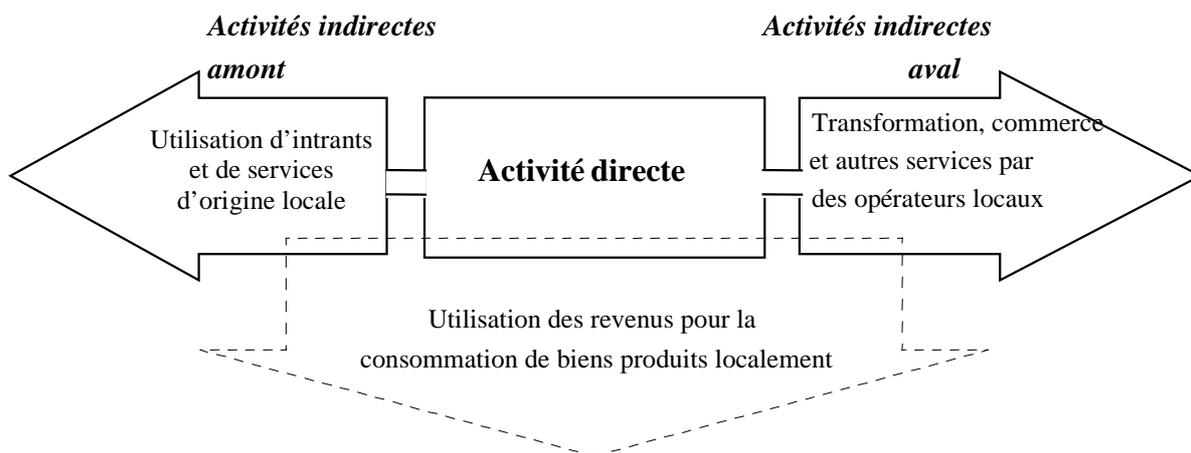 Activités indirectes
amont
Activités indirectes
aval
Utilisation d’intrants
et de services
d’origine locale
Activité directe
Transformation, commerce
et autres services par
des opérateurs locaux
Utilisation des revenus pour la
consommation de biens produits localement